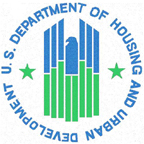 U. S. DEPARTMENT OF HOUSING AND URBAN DEVELOPMENT